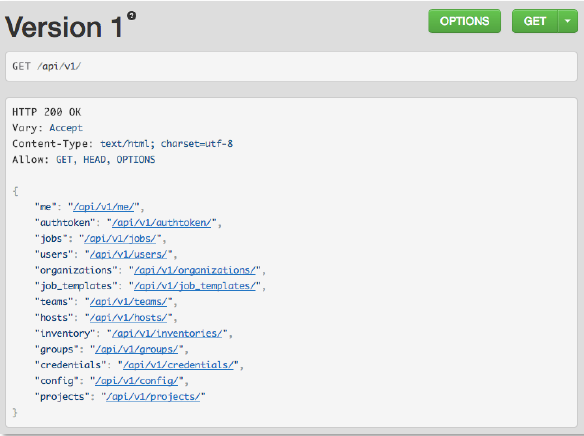 Version 1?
OPTIONS
GET
GET /api/v1/
HTTP 200 OK
Vary: Accept
Content-Type: text/html; charset=utf-8
Allow: GET, HEAD, OPTIONS
{
"me": "/api/v1/me/",
"authtoken": "/api/v1/authtoken/",
"jobs": "/api/v1/jobs/",
"users": "/api/v1/users/",
"organizations": "/api/v1/organizations/",
"job_templates": "/api/v1/job_templates/",
"teams": "/api/v1/teams/",
"hosts": "/api/v1/hosts/",
"inventory": "/api/v1/inventories/",
"groups": "/api/v1/groups/",
"credentials": "/api/v1/credentials/",
"config": "/api/v1/config/",
"projects": "/api/v1/projects/"
}